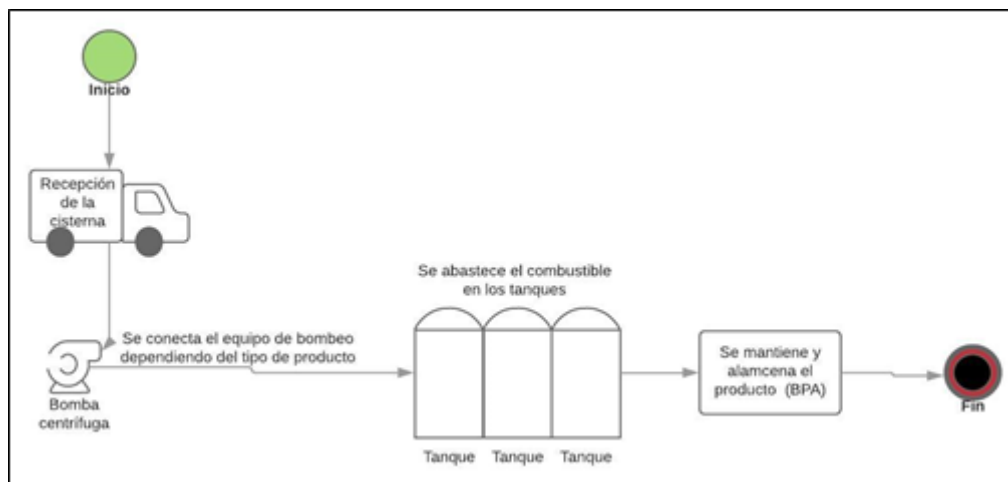 Inicio
Recepción
de la
cisterna
Se conecta el equipo de bombeo
dependiendo del tipo de producto
Bomba
centrífuga
Se abastece el combustible
en los tanques
Tanque
Tanque
Tanque
Se mantiene y
alamcena el
producto (BPA)
Fin